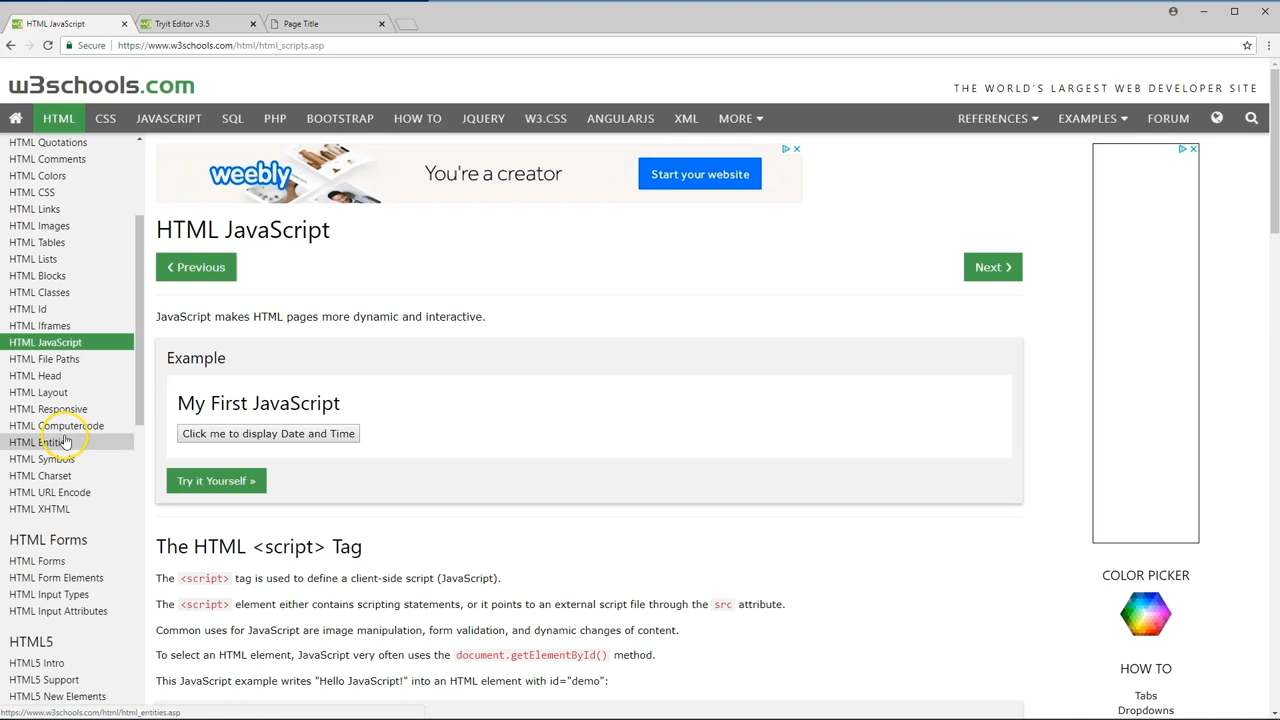 HTML JavaScript
Tryit Editor v3.5
Page Title
Secure
https://www.w3schools.com/html/html_scripts.asp
w3schools.com
THE WORLD'S LARGEST WEB DEVELOPER SITE
HTML
CSS
JAVASCRIPT
SQL
PHP
BOOTSTRAP
HOW TO
JQUERY
W3.CSS
ANGULARJS
XML
MORE
REFERENCES
EXAMPLES
FORUM
HTML Quotations
HTML Comments
HTML Colors
HTML CSS
HTML Links
HTML Images
HTML Tables
HTML Lists
HTML Blocks
HTML Classes
HTML Id
HTML Iframes
HTML JavaScript
HTML File Paths
HTML Head
HTML Layout
HTML Responsive
HTML Computercode
HTML Entities
HTML Symbols
HTML Charset
HTML URL Encode
HTML XHTML
HTML Forms
HTML Forms
HTML Form Elements
HTML Input Types
HTML Input Attributes
HTML5
HTML5 Intro
HTML5 Support
HTML5 New Elements
https://www.w3schools.com/html/html_entities.asp
weebly
You're a creator
Start your website
HTML JavaScript
❮ Previous
Next ❯
JavaScript makes HTML pages more dynamic and interactive.
Example
My First JavaScript
Click me to display Date and Time
Try it Yourself »
The HTML <script> Tag
The <script> tag is used to define a client-side script (JavaScript).
The <script> element either contains scripting statements, or it points to an external script file through the src attribute.
Common uses for JavaScript are image manipulation, form validation, and dynamic changes of content.
To select an HTML element, JavaScript very often uses the document.getElementById() method.
This JavaScript example writes "Hello JavaScript!" into an HTML element with id="demo":
COLOR PICKER
HOW TO
Tabs
Dropdowns